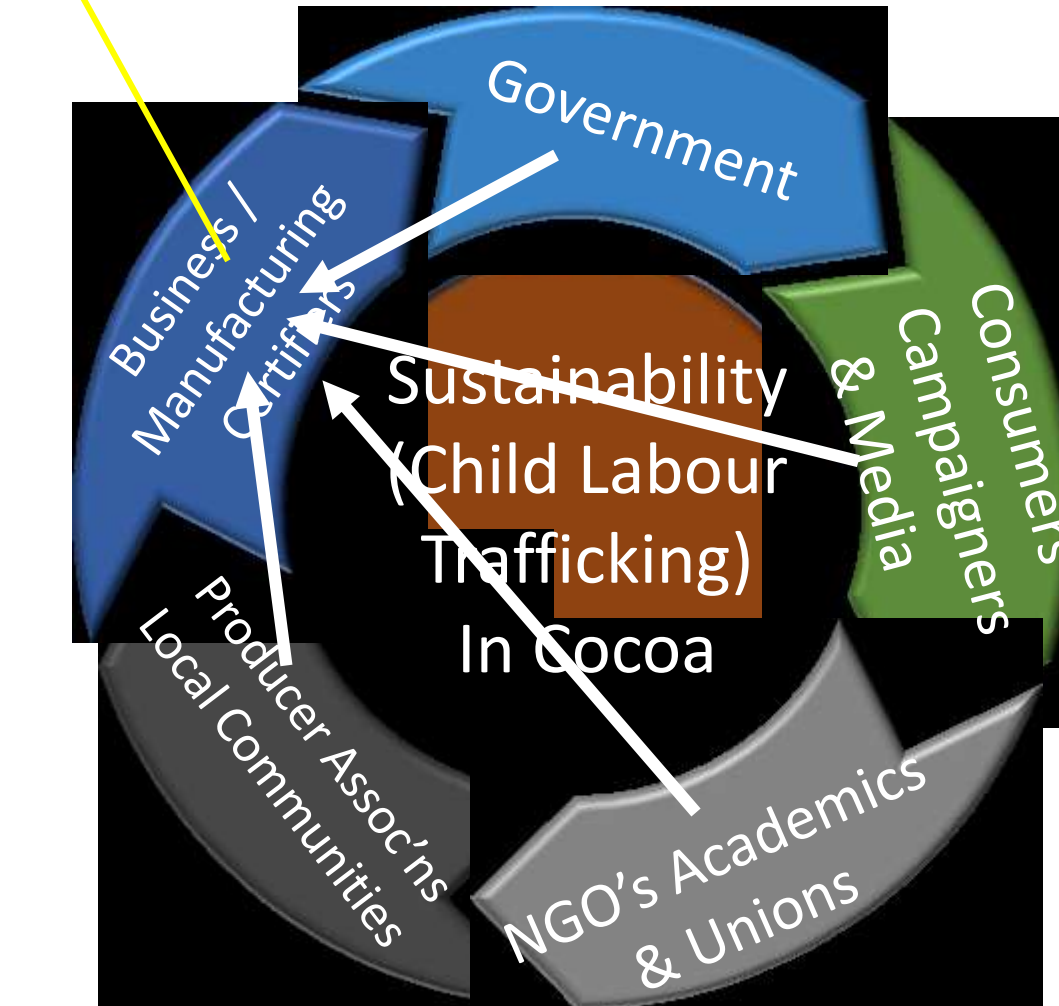 Government
Business /
Manufacturing
Certifiers
Consumers
Campaigners
& Media
Sustainability
(Child Labour
Trafficking)
In Cocoa
Producer Assoc'ns
Local Communities
NGO's Academics
& Unions